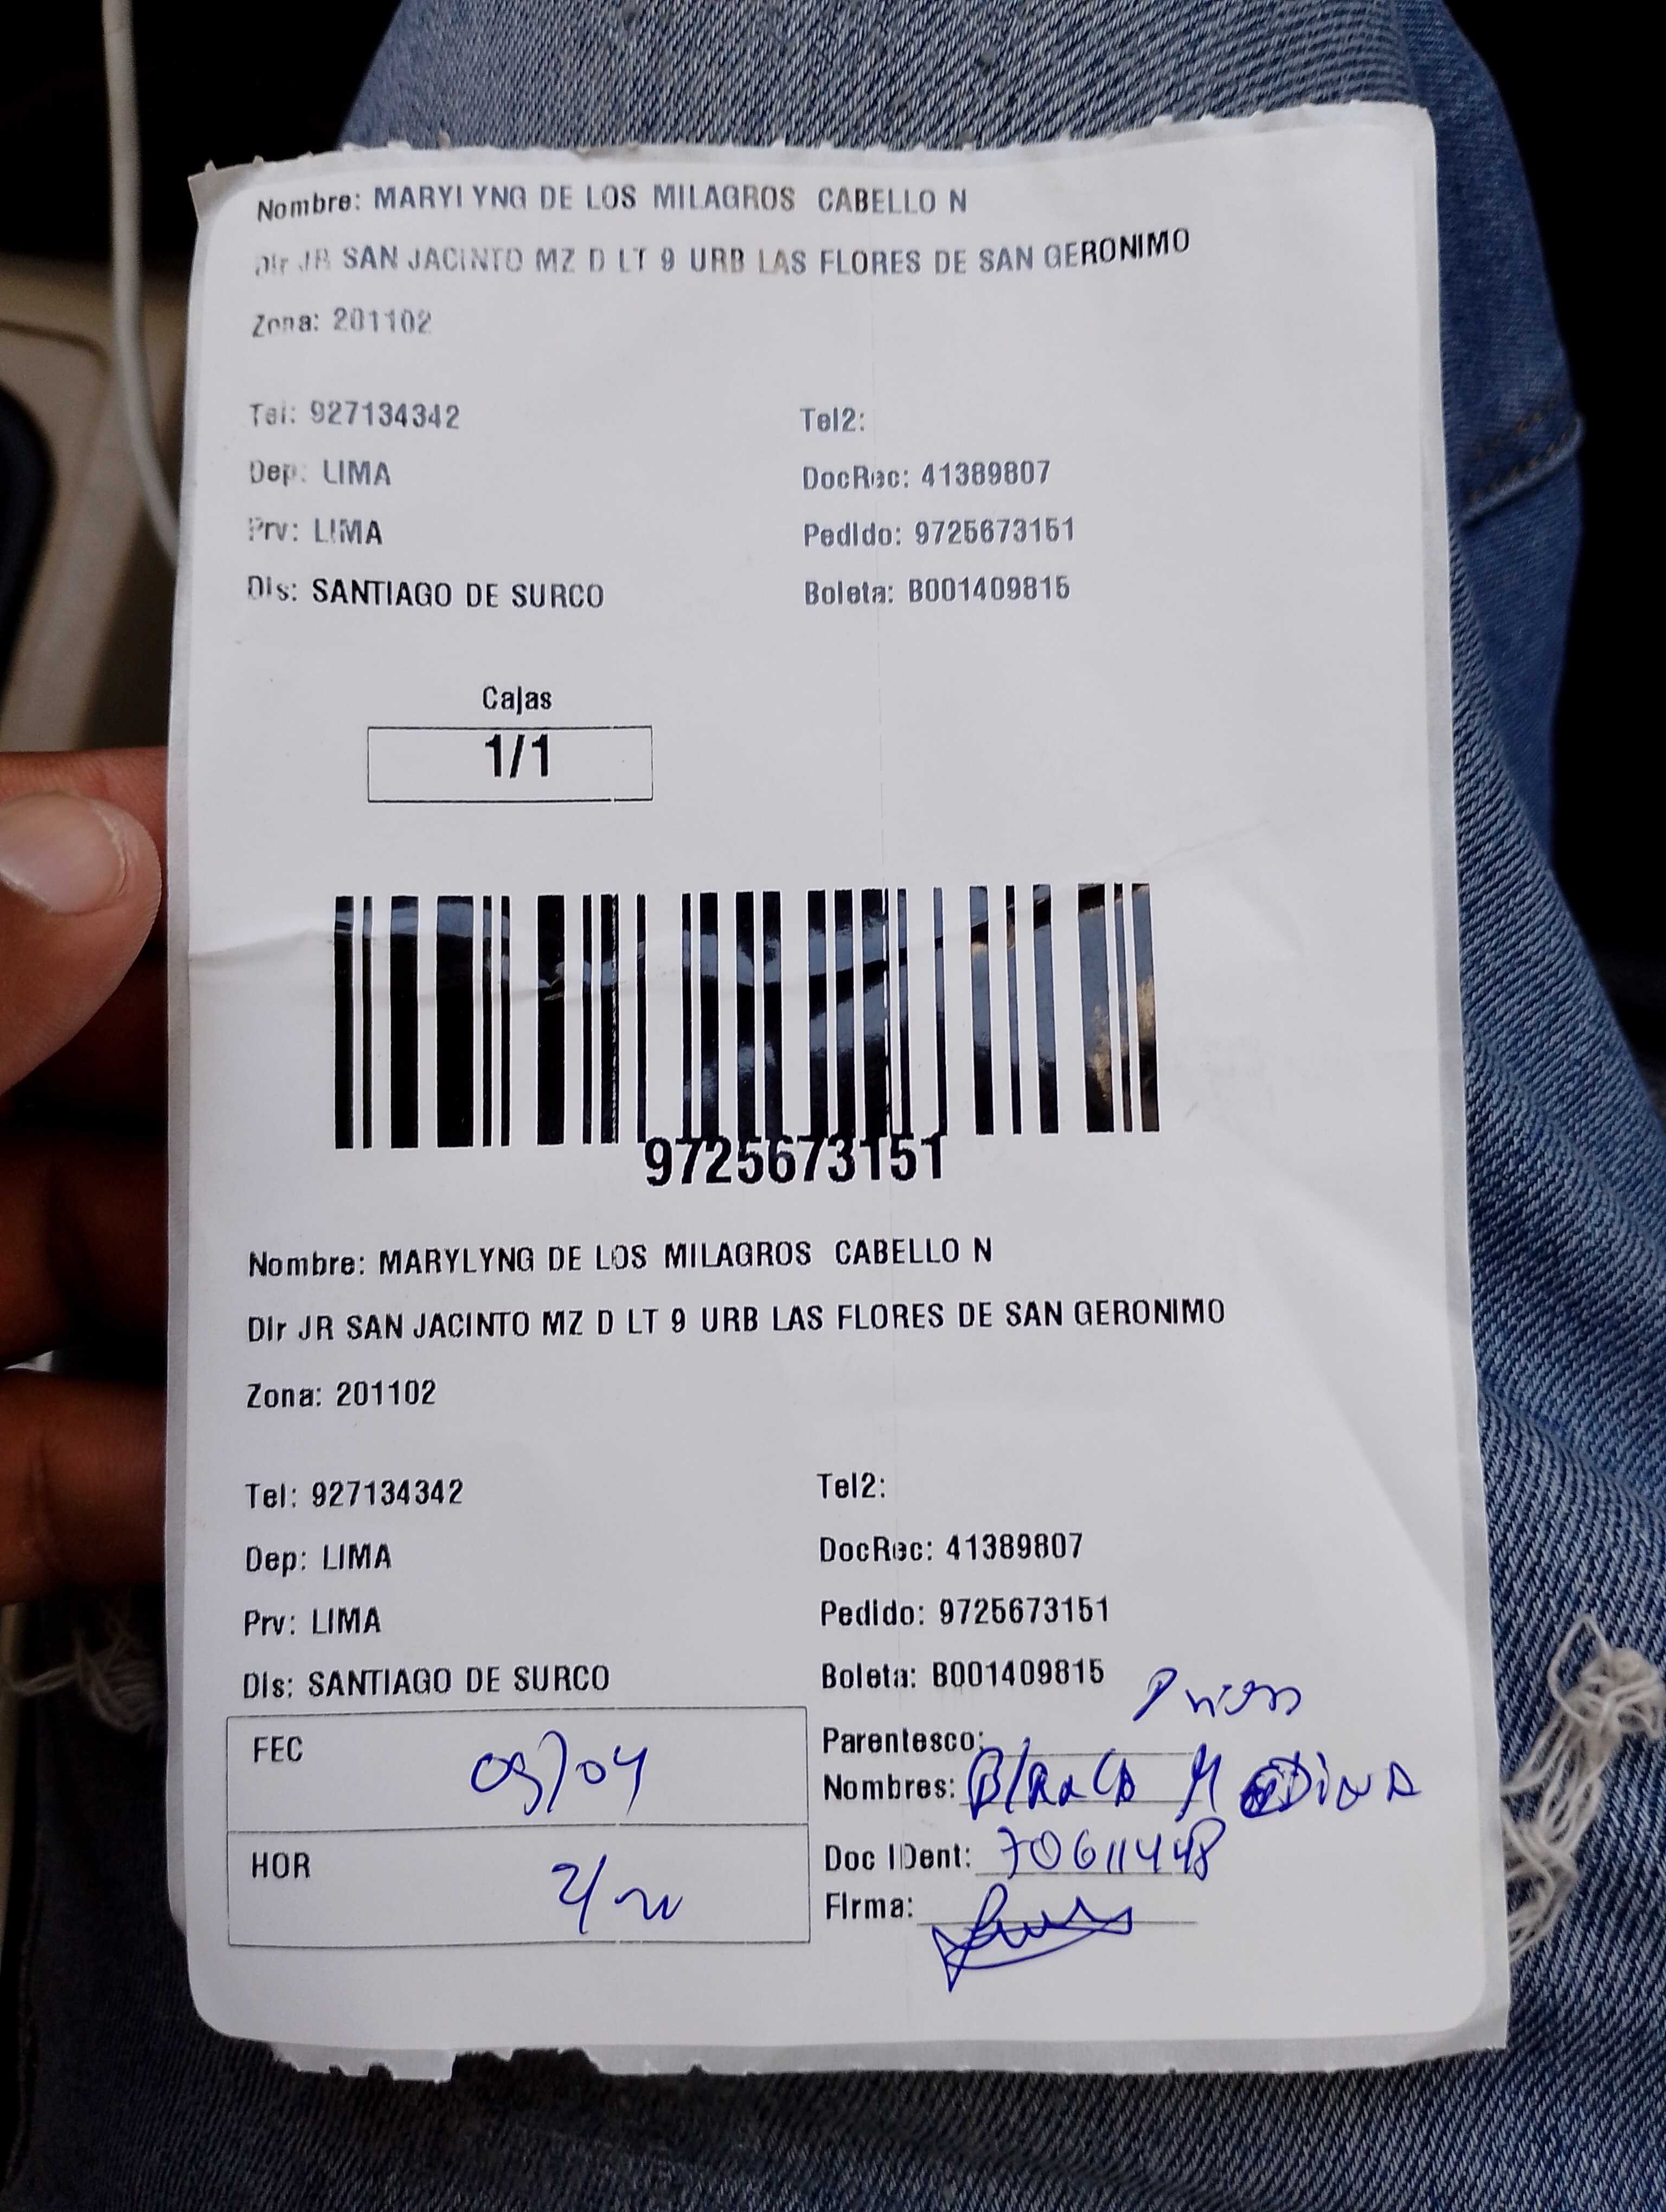 Nombre: MARYLYNG DE LOS MILAGROS CABELLO N
Dir JR SAN JACINTO MZ D LT 9 URB LAS FLORES DE SAN GERONIMO
Zona: 201102
Tel: 927134342 Tel2:
Dep: LIMA DocRec: 41389807
Prv: LIMA Pedido: 9725673151
Dis: SANTIAGO DE SURCO Boleta: B001409815
Cajas
1/1
9725673151
Nombre: MARYLYNG DE LOS MILAGROS CABELLO N
Dir JR SAN JACINTO MZ D LT 9 URB LAS FLORES DE SAN GERONIMO
Zona: 201102
Tel: 927134342 Tel2:
Dep: LIMA DocRec: 41389807
Prv: LIMA Pedido: 9725673151
Dis: SANTIAGO DE SURCO Boleta: B001409815
FEC 09/04 Parentesco:
Nombres: MEDINA
HOR Doc IDent: 70611448
Firma: